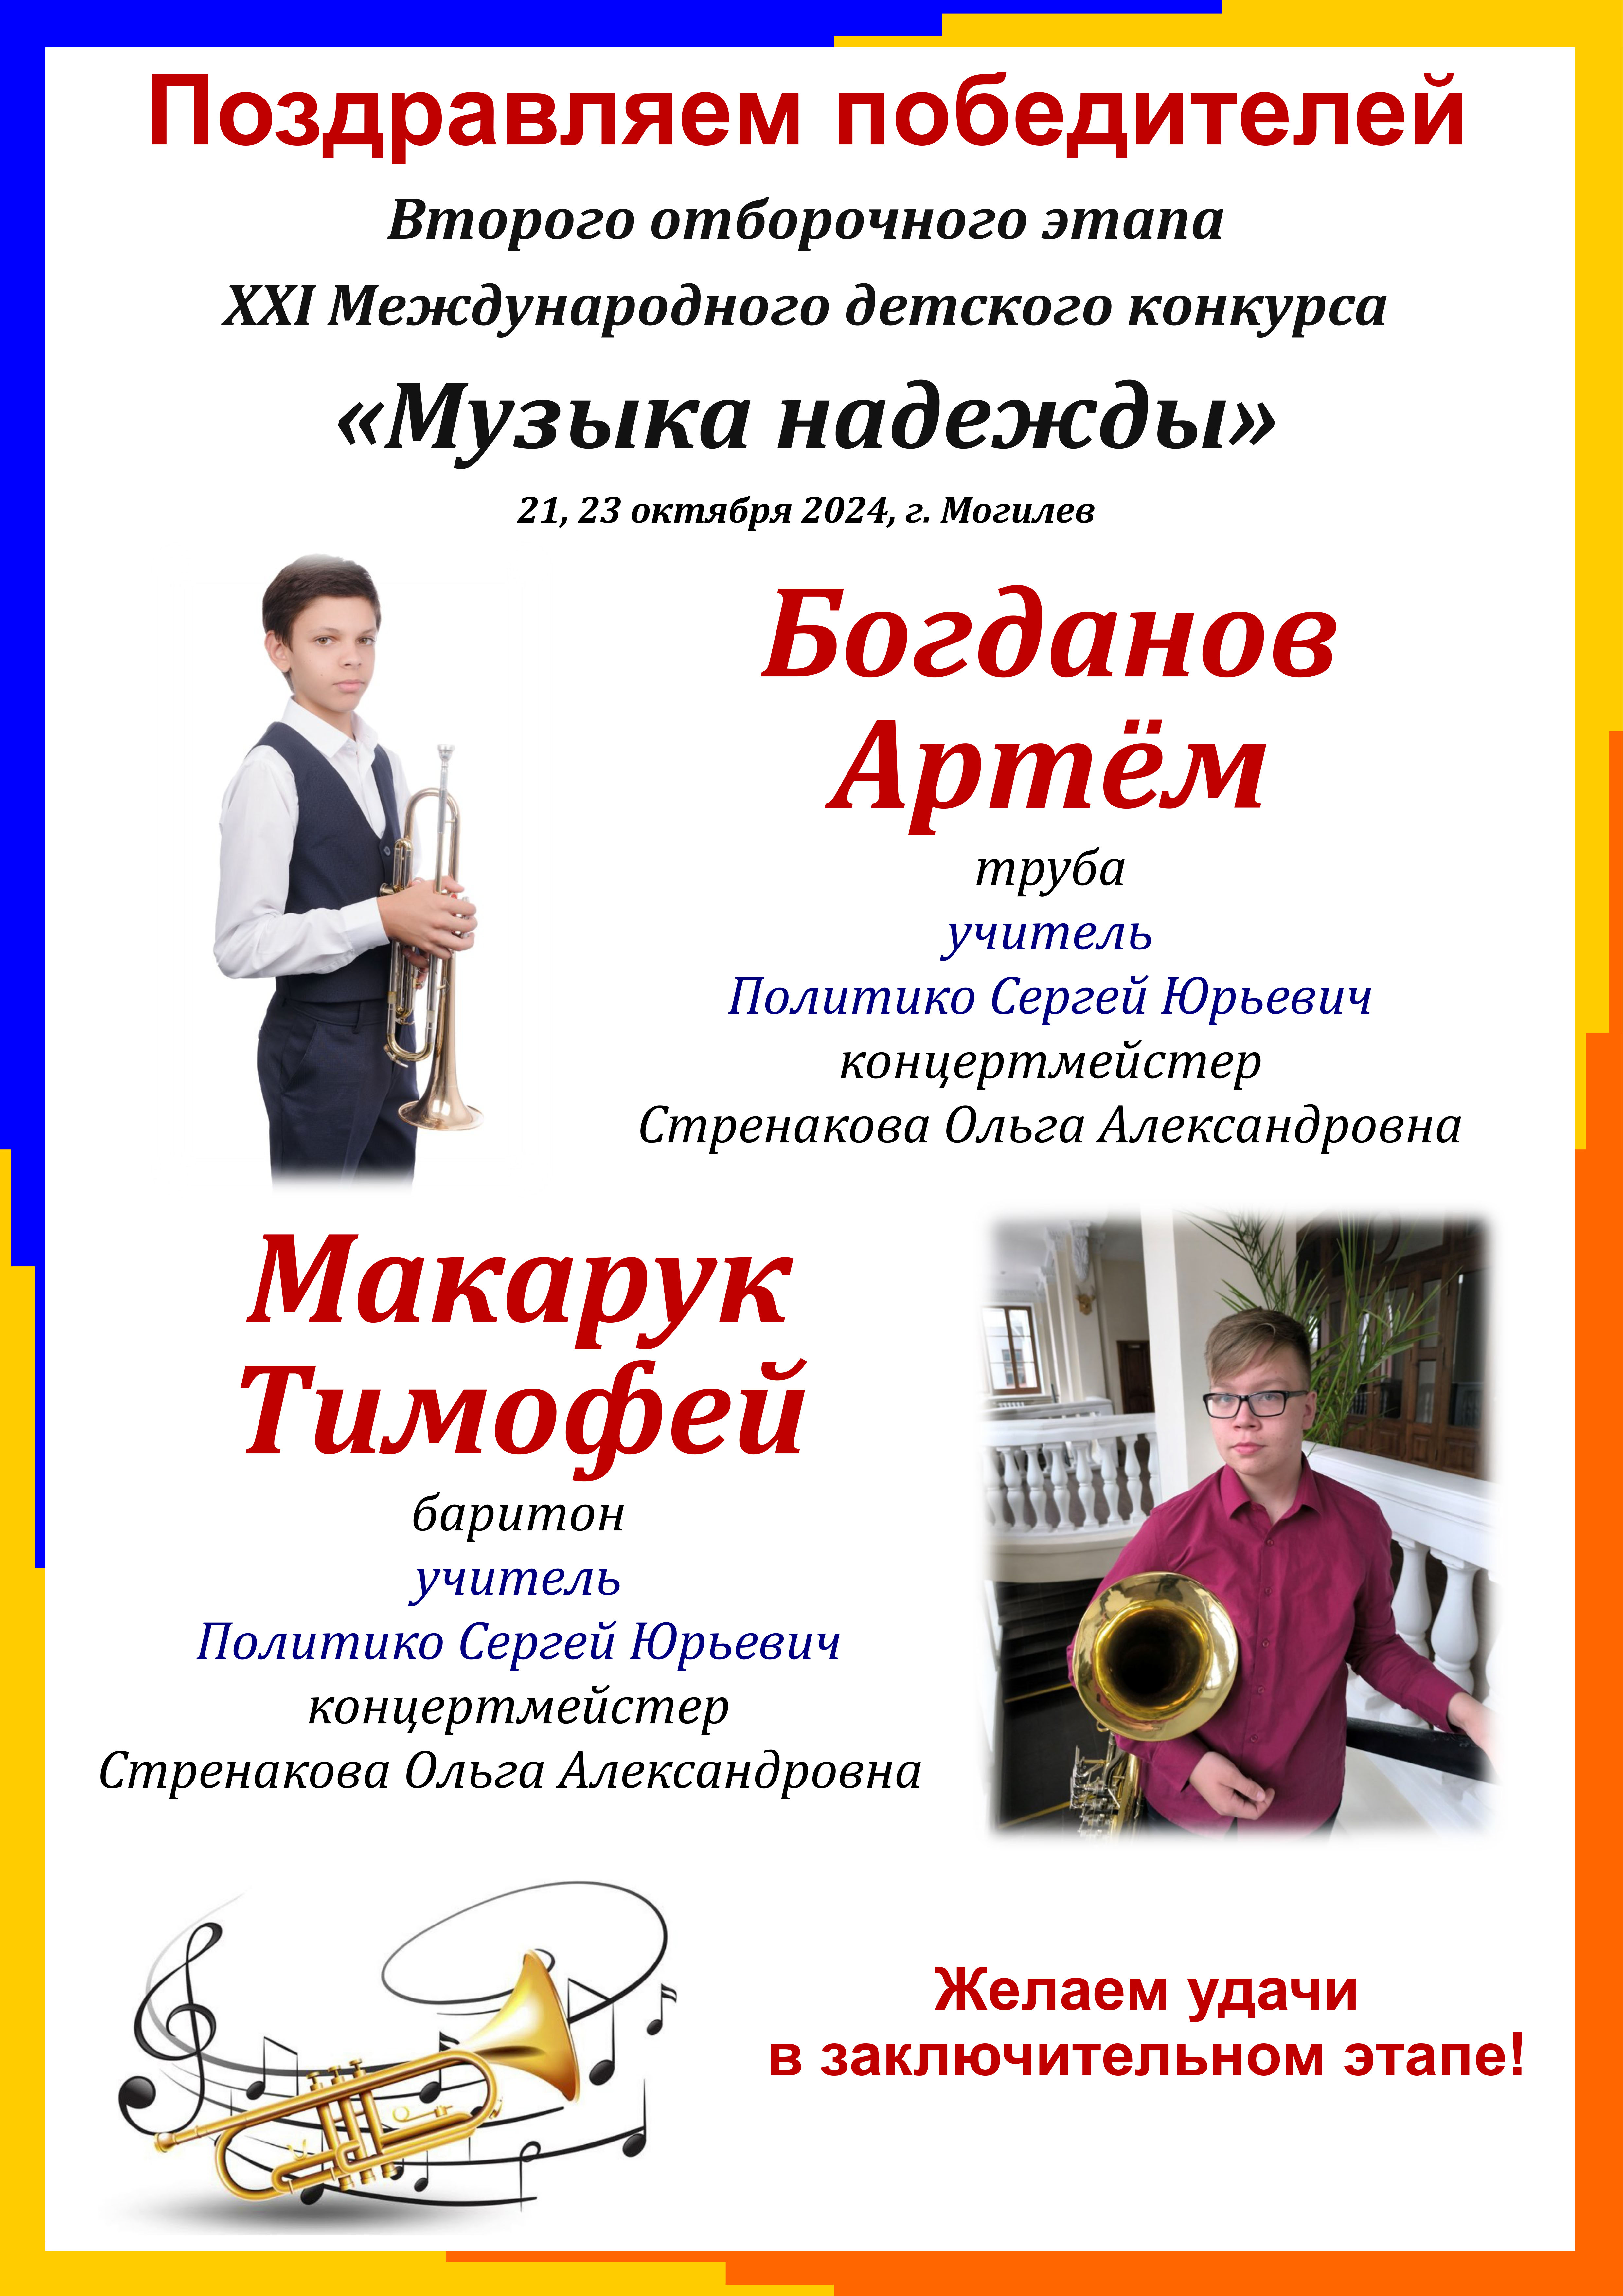 Поздравляем победителей
Второго отборочного этапа
XXI Международного детского конкурса
«Музыка надежды»
21, 23 октября 2024, г. Могилев
Богданов
Артём
труба
учитель
Политико Сергей Юрьевич
концертмейстер
Стренакова Ольга Александровна
Макарук
Тимофей
баритон
учитель
Политико Сергей Юрьевич
концертмейстер
Стренакова Ольга Александровна
Желаем удачи
в заключительном этапе!